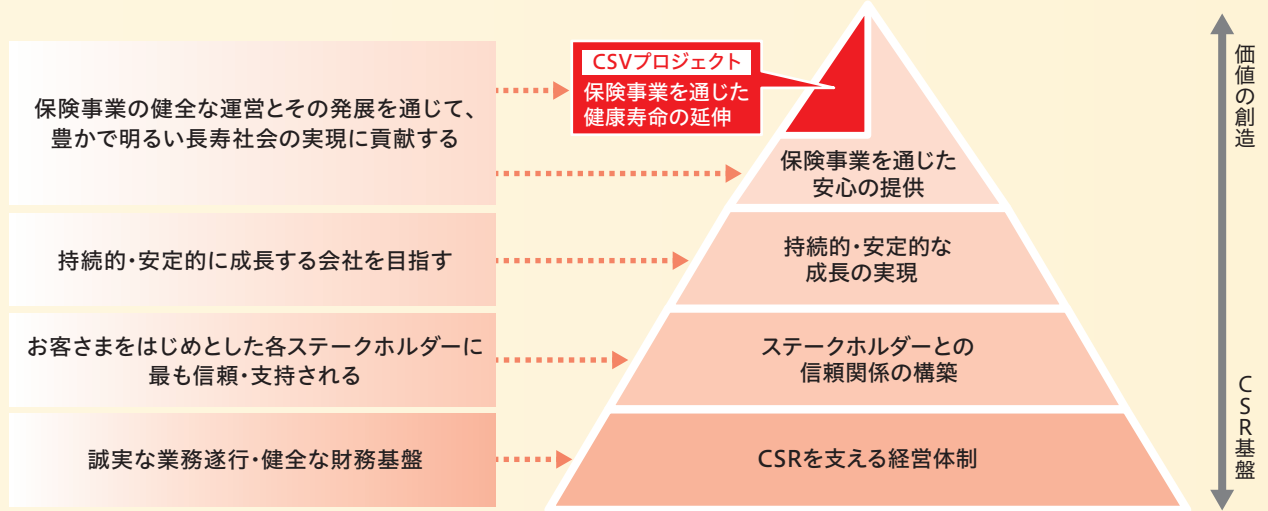 保険事業の健全な運営とその発展を通じて、
豊かで明るい長寿社会の実現に貢献する
CSVプロジェクト
保険事業を通じた
健康寿命の延伸
保険事業を通じた
安心の提供
持続的・安定的に成長する会社を目指す
持続的・安定的な
成長の実現
お客さまをはじめとした各ステークホルダーに
最も信頼・支持される
ステークホルダーとの
信頼関係の構築
誠実な業務遂行・健全な財務基盤
CSRを支える経営体制
価値の創造
CSR基盤